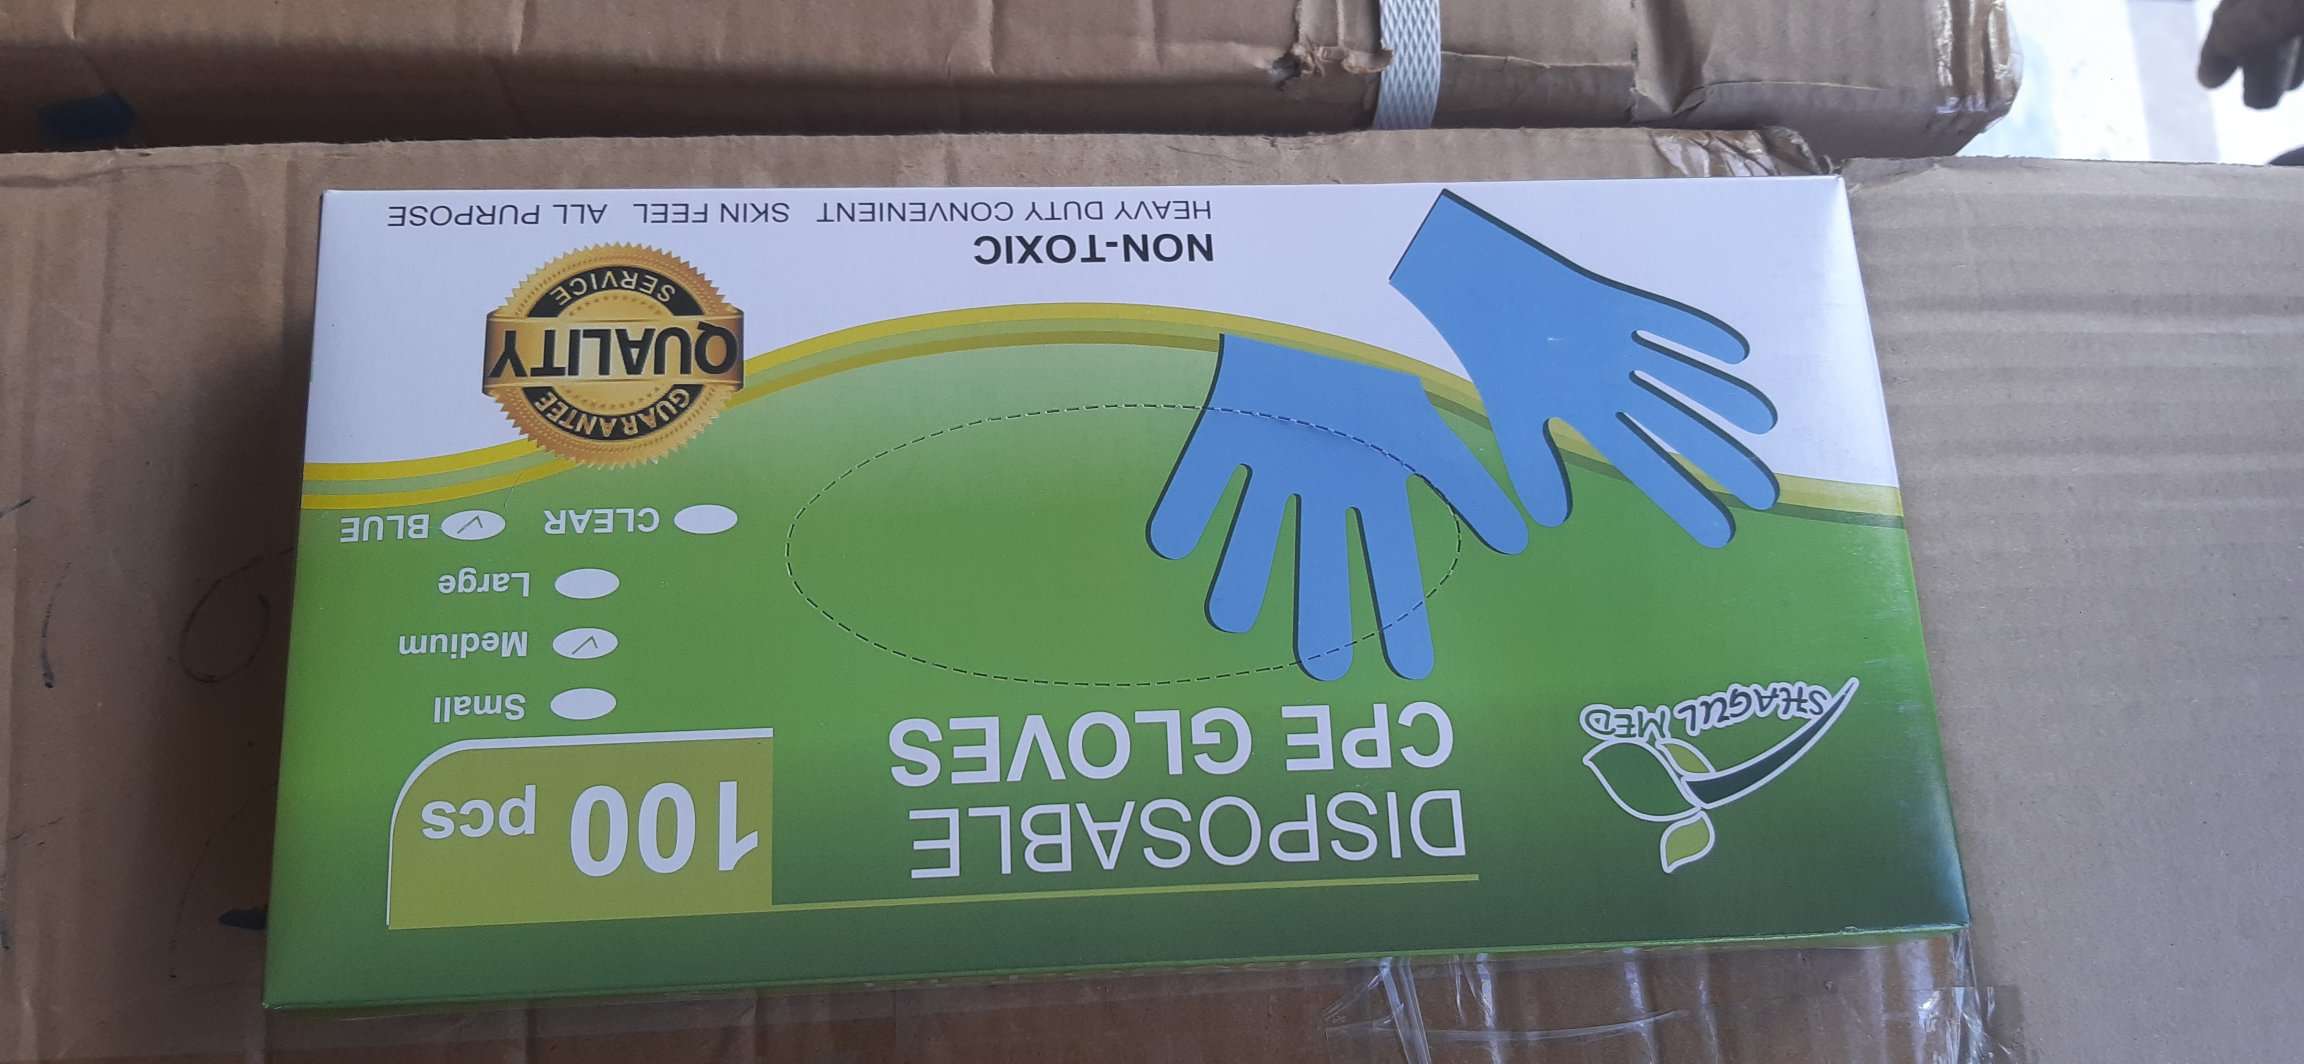 SHAGUL MED
DISPOSABLE
CPE GLOVES
100 pcs
Small
Medium
Large
CLEAR BLUE
GUARANTEE
QUALITY
SERVICE
NON-TOXIC
HEAVY DUTY CONVENIENT SKIN FEEL ALL PURPOSE